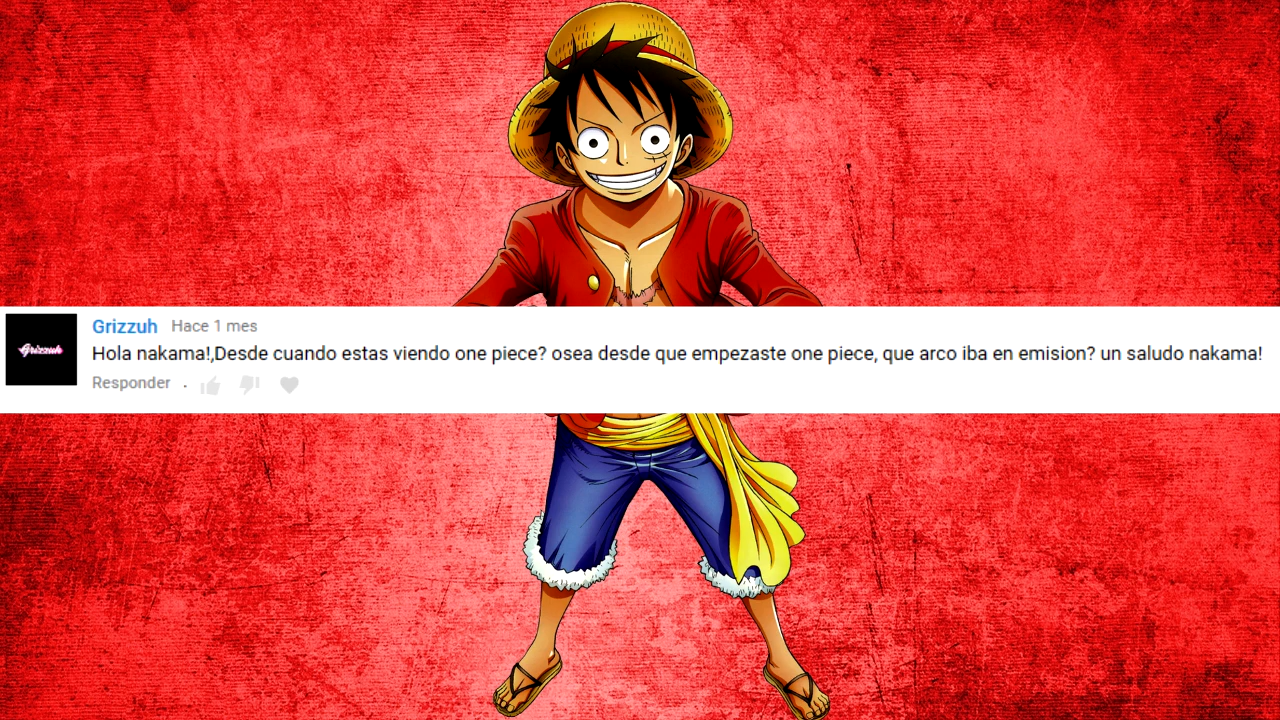 Grizzuh
Grizzuh Hace 1 mes
Hola nakama!,Desde cuando estas viendo one piece? osea desde que empezaste one piece, que arco iba en emision? un saludo nakama!
Responder .